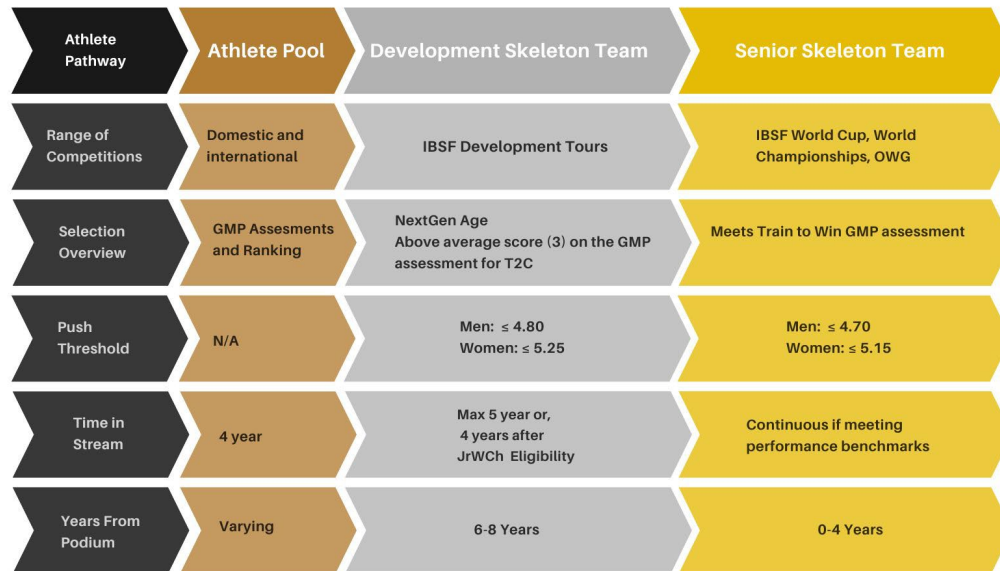 Athlete
Pathway
Athlete Pool
Development Skeleton Team
Senior Skeleton Team
Range of
Competitions
Domestic and
international
IBSF Development Tours
IBSF World Cup, World
Championships, OWG
Selection
Overview
GMP Assesments
and Ranking
NextGen Age
Above average score (3) on the GMP
assessment for T2C
Meets Train to Win GMP assessment
Push
Threshold
N/A
Men: ≤ 4.80
Women: ≤ 5.25
Men: ≤ 4.70
Women: ≤ 5.15
Time in
Stream
4 year
Max 5 year or,
4 years after
JrWCh Eligibility
Continuous if meeting
performance benchmarks
Years From
Podium
Varying
6-8 Years
0-4 Years